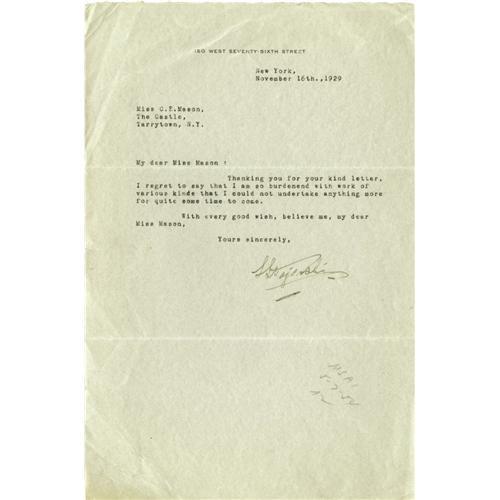 180 WEST SEVENTY-SIXTH STREET
New York,
November 16th.,1929
Miss C.E.Mason,
The Castle,
Tarrytown, N.Y.
My dear Miss Mason :
Thanking you for your kind letter,
I regret to say that I am so burdenend with work of
various kinds that I could not undertake anything more
for quite some time to come.
With every good wish, believe me, my dear
Miss Mason,
Yours sincerely,